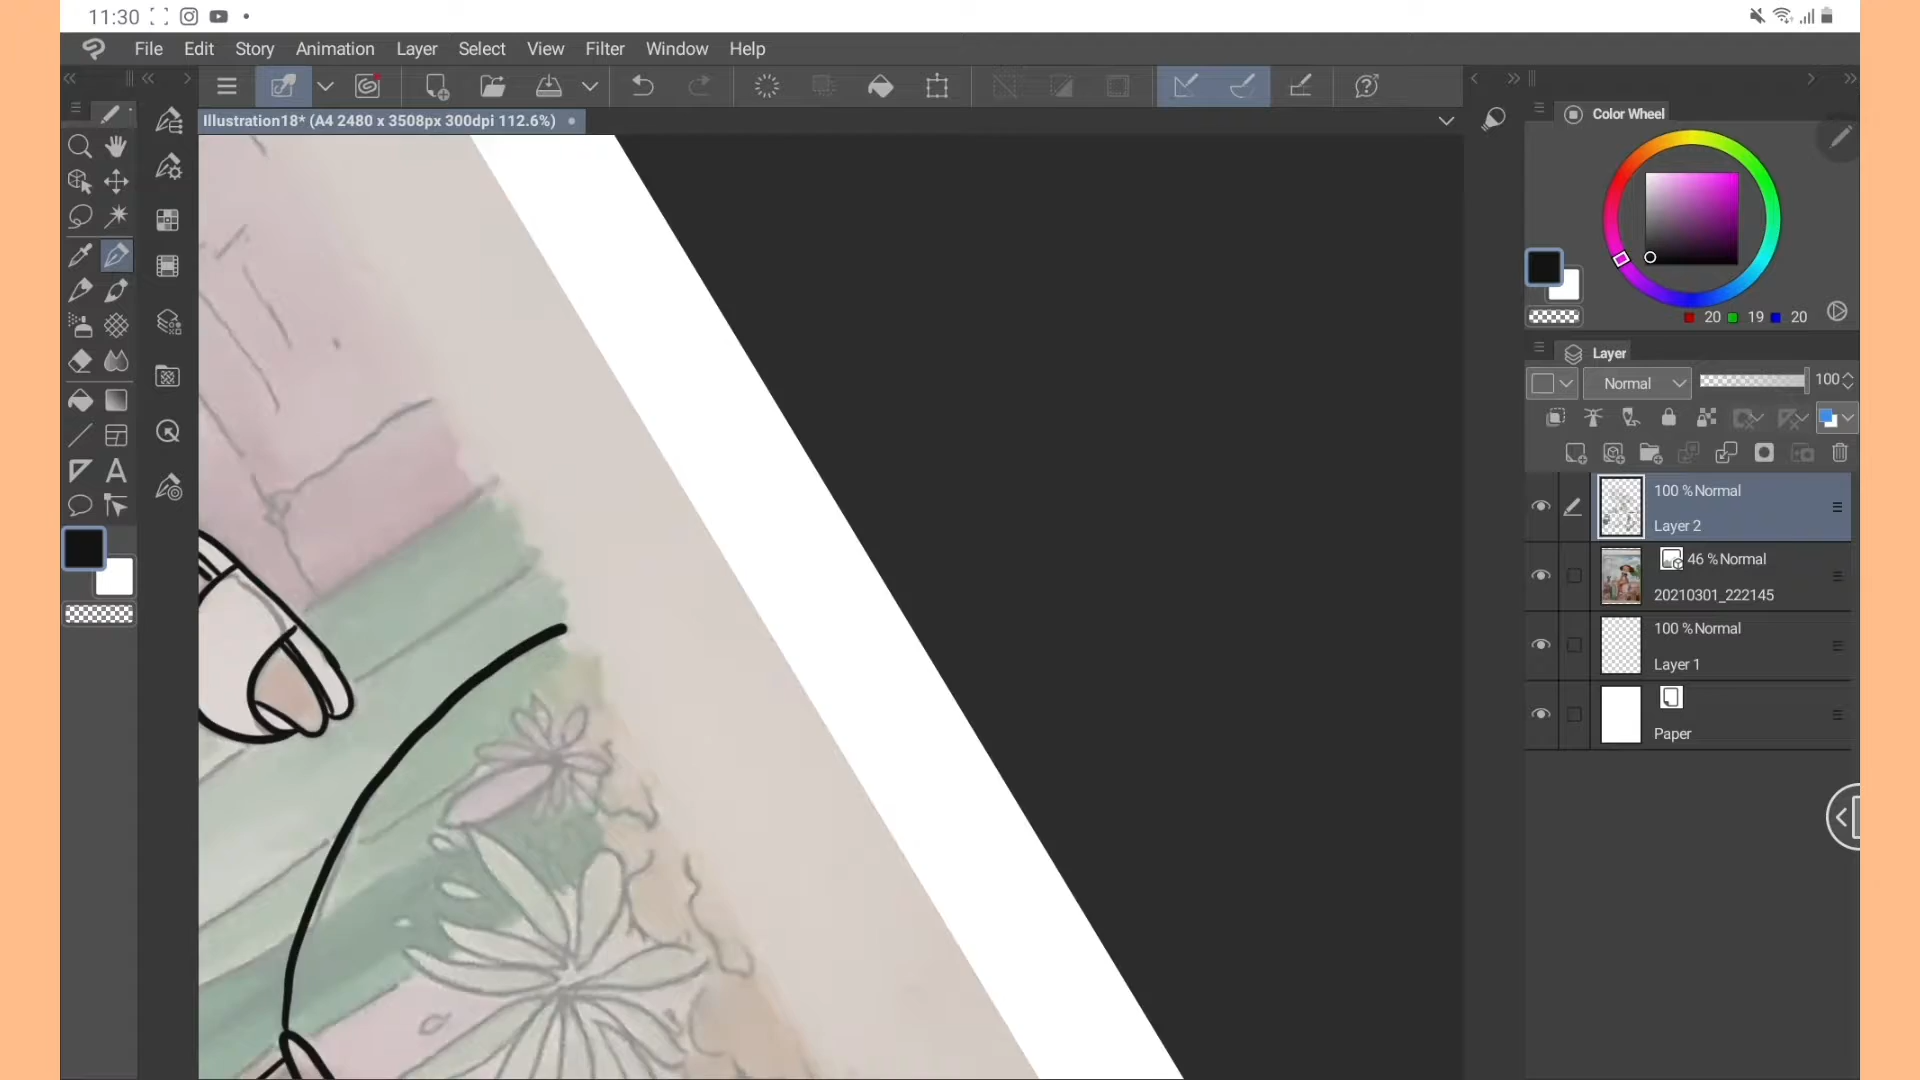 11:30
File Edit Story Animation Layer Select View Filter Window Help
Illustration18* (A4 2480 x 3508px 300dpi 112.6%)
Color Wheel
20 19 20
Layer
Normal 100
100 %Normal
Layer 2
46 %Normal
20210301_222145
100 %Normal
Layer 1
Paper